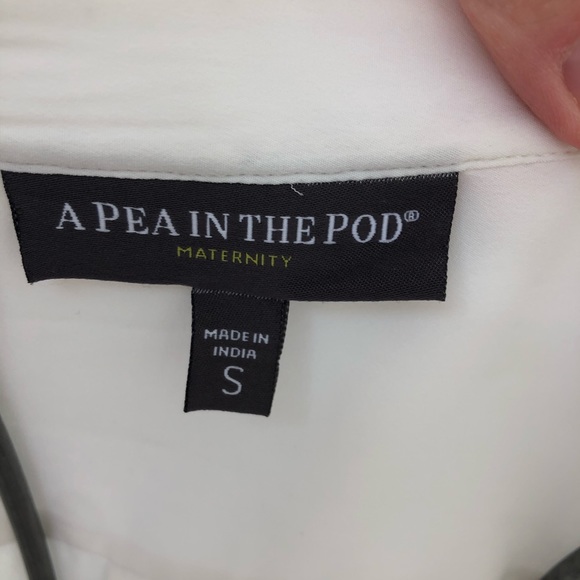 A PEA IN THE POD®
MATERNITY
MADE IN
INDIA
S